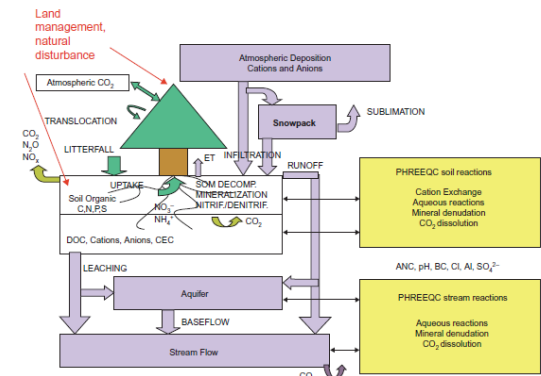 Land
management,
natural
disturbance
Atmospheric Deposition
Cations and Anions
Atmospheric CO₂
Snowpack
SUBLIMATION
TRANSLOCATION
CO₂
N₂O
NOₓ
LITTERFALL
ET
INFILTRATION
RUNOFF
UPTAKE
SOM DECOMP.
MINERALIZATION
NITRIF./DENITRIF.
Soil Organic
C,N,P,S
NO₃⁻
NH₄⁺
CO₂
DOC, Cations, Anions, CEC
PHREEQC soil reactions
Cation Exchange
Aqueous reactions
Mineral denudation
CO₂ dissolution
ANC, pH, BC, Cl, Al, SO₄²⁻
LEACHING
Aquifer
BASEFLOW
Stream Flow
PHREEQC stream reactions
Aqueous reactions
Mineral denudation
CO₂ dissolution